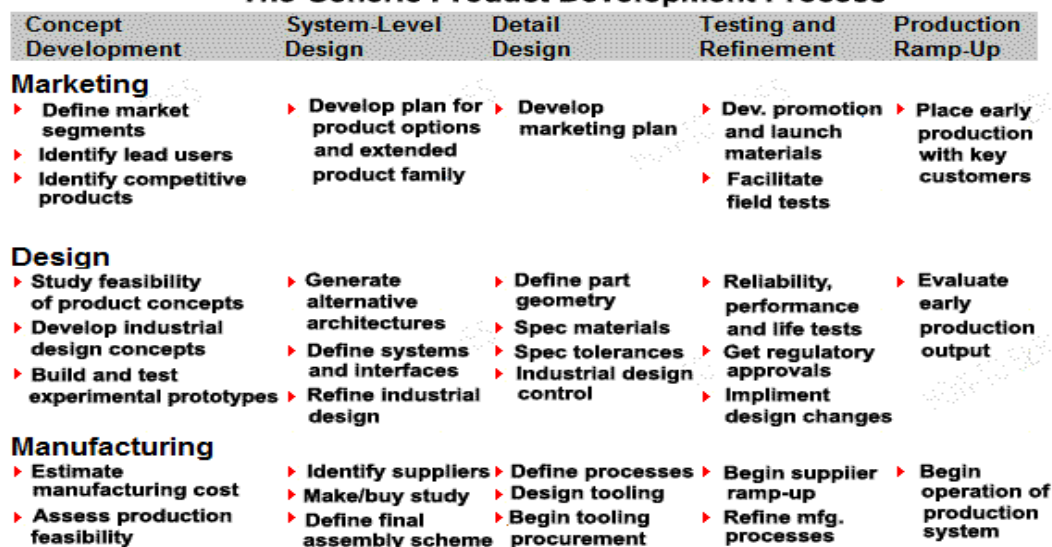 The Generic Product Development Process
Concept Development
System-Level Design
Detail Design
Testing and Refinement
Production Ramp-Up
Marketing
Define market
segments
Identify lead users
Identify competitive
products
Develop plan for
product options
and extended
product family
Develop
marketing plan
Dev. promotion
and launch
materials
Facilitate
field tests
Place early
production
with key
customers
Design
Study feasibility
of product concepts
Develop industrial
design concepts
Build and test
experimental prototypes
Generate
alternative
architectures
Define systems
and interfaces
Refine industrial
design
Define part
geometry
Spec materials
Spec tolerances
Industrial design
control
Reliability,
performance
and life tests
Get regulatory
approvals
Impliment
design changes
Evaluate
early
production
output
Manufacturing
Estimate
manufacturing cost
Assess production
feasibility
Identify suppliers
Make/buy study
Define final
assembly scheme
Define processes
Design tooling
Begin tooling
procurement
Begin supplier
ramp-up
Refine mfg.
processes
Begin
operation of
production
system